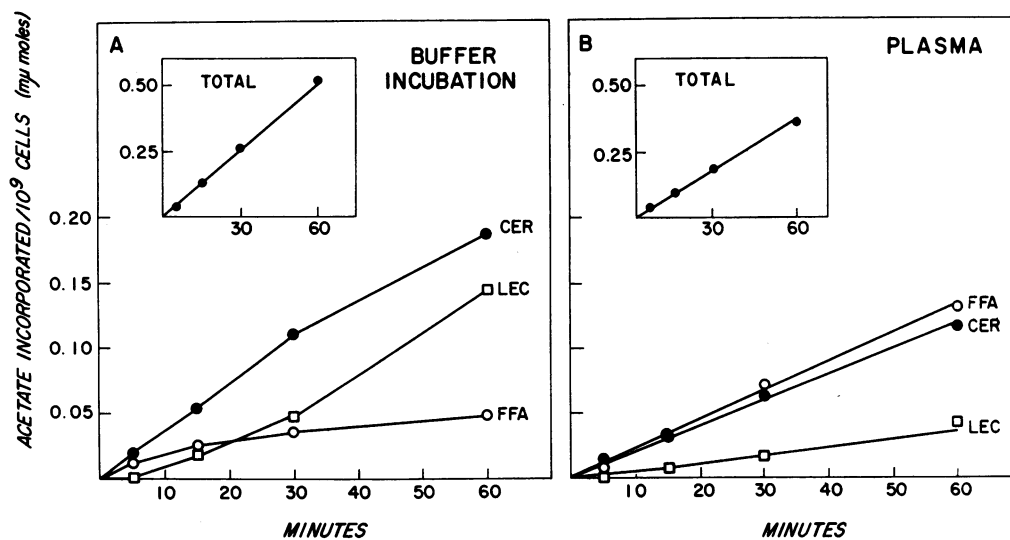 A
BUFFER
INCUBATION
TOTAL
0.50
0.25
30
60
ACETATE INCORPORATED/10⁹ CELLS (mµ moles)
0.20
0.15
0.10
0.05
CER
LEC
FFA
10
20
30
40
50
60
MINUTES
B
PLASMA
TOTAL
0.50
0.25
30
60
FFA
CER
LEC
10
20
30
40
50
60
MINUTES